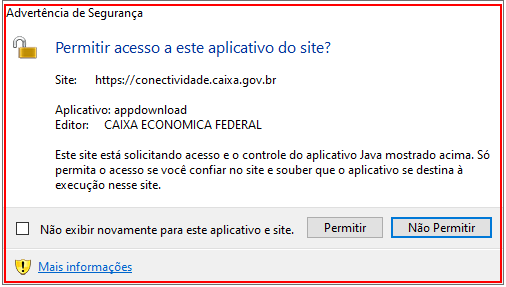 Advertência de Segurança
Permitir acesso a este aplicativo do site?
Site: https://conectividade.caixa.gov.br
Aplicativo: appdownload
Editor: CAIXA ECONOMICA FEDERAL
Este site está solicitando acesso e o controle do aplicativo Java mostrado acima. Só
permita o acesso se você confiar no site e souber que o aplicativo se destina à
execução nesse site.
Não exibir novamente para este aplicativo e site. Permitir Não Permitir
Mais informações